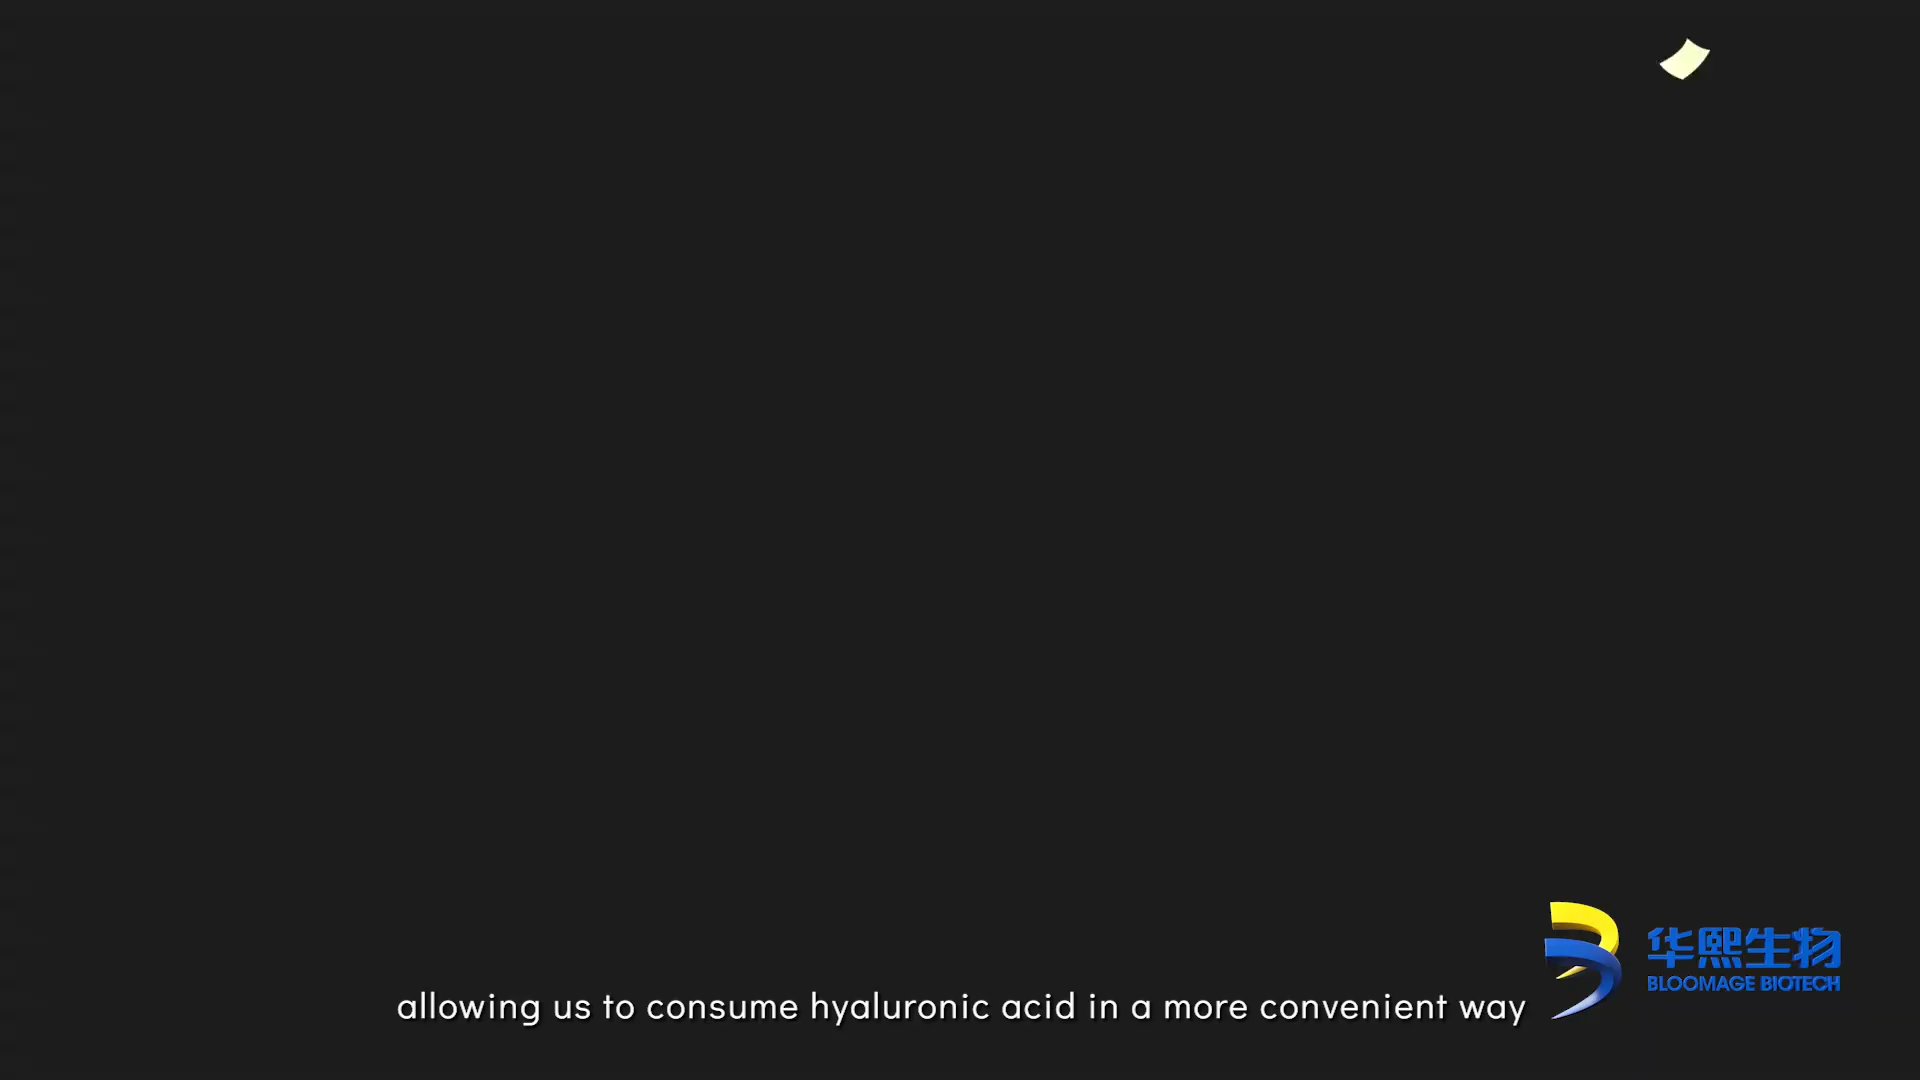 华熙生物
BLOOMAGE BIOTECH
allowing us to consume hyaluronic acid in a more convenient way